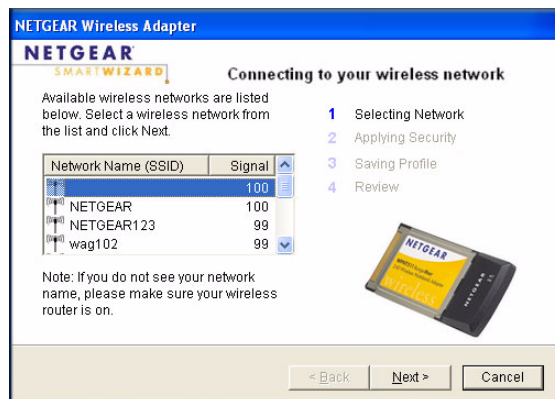 NETGEAR Wireless Adapter
NETGEAR
SMARTWIZARD
Connecting to your wireless network
Available wireless networks are listed
below. Select a wireless network from
the list and click Next.
Network Name (SSID) Signal
100
NETGEAR 100
NETGEAR123 99
wag102 99
Note: If you do not see your network
name, please make sure your wireless
router is on.
1 Selecting Network
2 Applying Security
3 Saving Profile
4 Review
NETGEAR
wireless
NETGEAR
< Back Next > Cancel